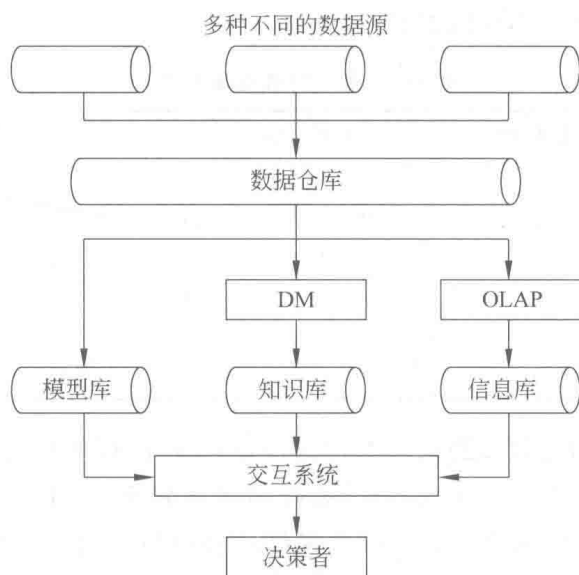 多种不同的数据源
数据仓库
DM
OLAP
模型库
知识库
信息库
交互系统
决策者